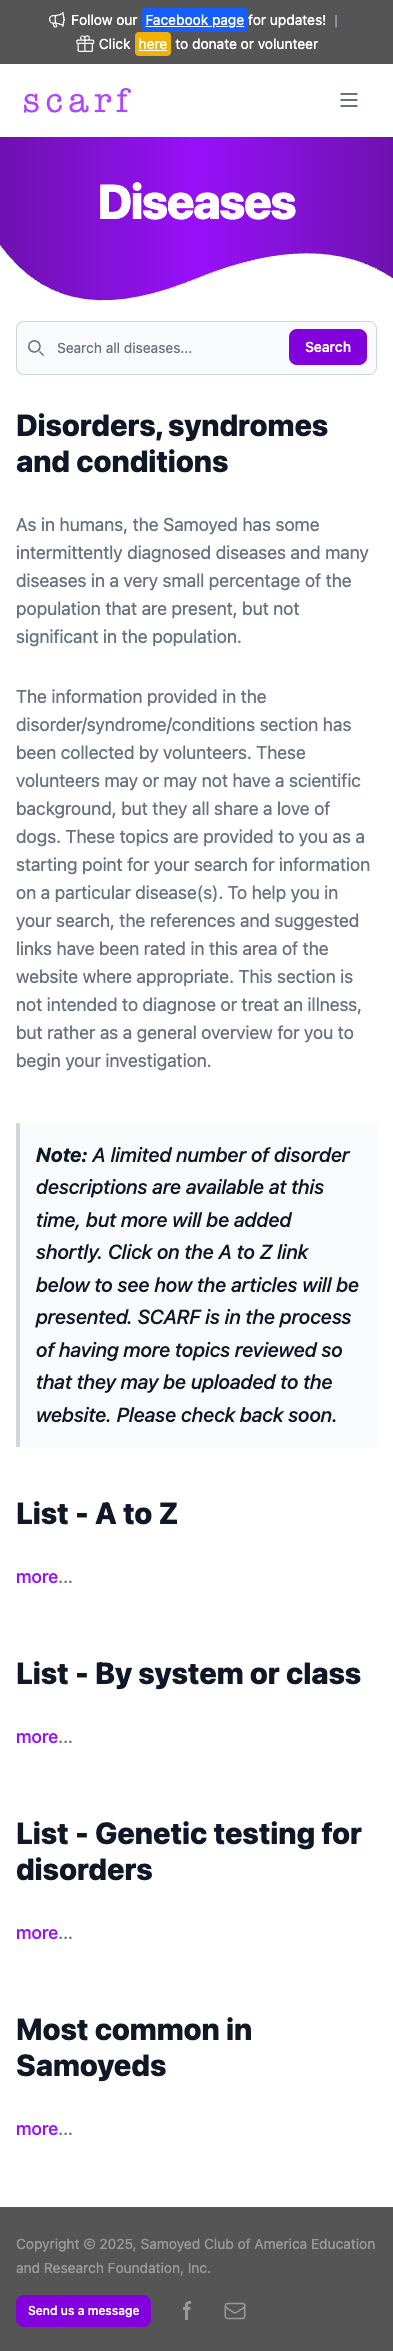 Follow our Facebook page for updates! |
Click here to donate or volunteer
scarf
Diseases
Search all diseases...
Search
Disorders, syndromes
and conditions
As in humans, the Samoyed has some
intermittently diagnosed diseases and many
diseases in a very small percentage of the
population that are present, but not
significant in the population.
The information provided in the
disorder/syndrome/conditions section has
been collected by volunteers. These
volunteers may or may not have a scientific
background, but they all share a love of
dogs. These topics are provided to you as a
starting point for your search for information
on a particular disease(s). To help you in
your search, the references and suggested
links have been rated in this area of the
website where appropriate. This section is
not intended to diagnose or treat an illness,
but rather as a general overview for you to
begin your investigation.
Note: A limited number of disorder
descriptions are available at this
time, but more will be added
shortly. Click on the A to Z link
below to see how the articles will be
presented. SCARF is in the process
of having more topics reviewed so
that they may be uploaded to the
website. Please check back soon.
List - A to Z
more...
List - By system or class
more...
List - Genetic testing for
disorders
more...
Most common in
Samoyeds
more...
Copyright © 2025, Samoyed Club of America Education
and Research Foundation, Inc.
Send us a message